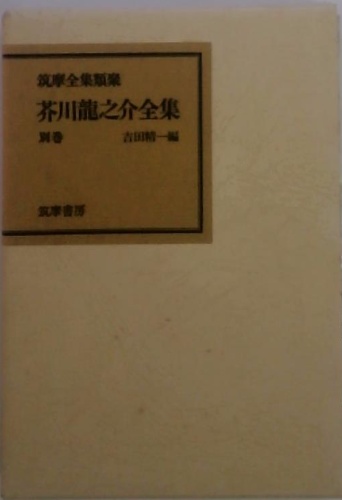 筑摩全集類聚
芥川龍之介全集
別巻 吉田精一編
筑摩書房